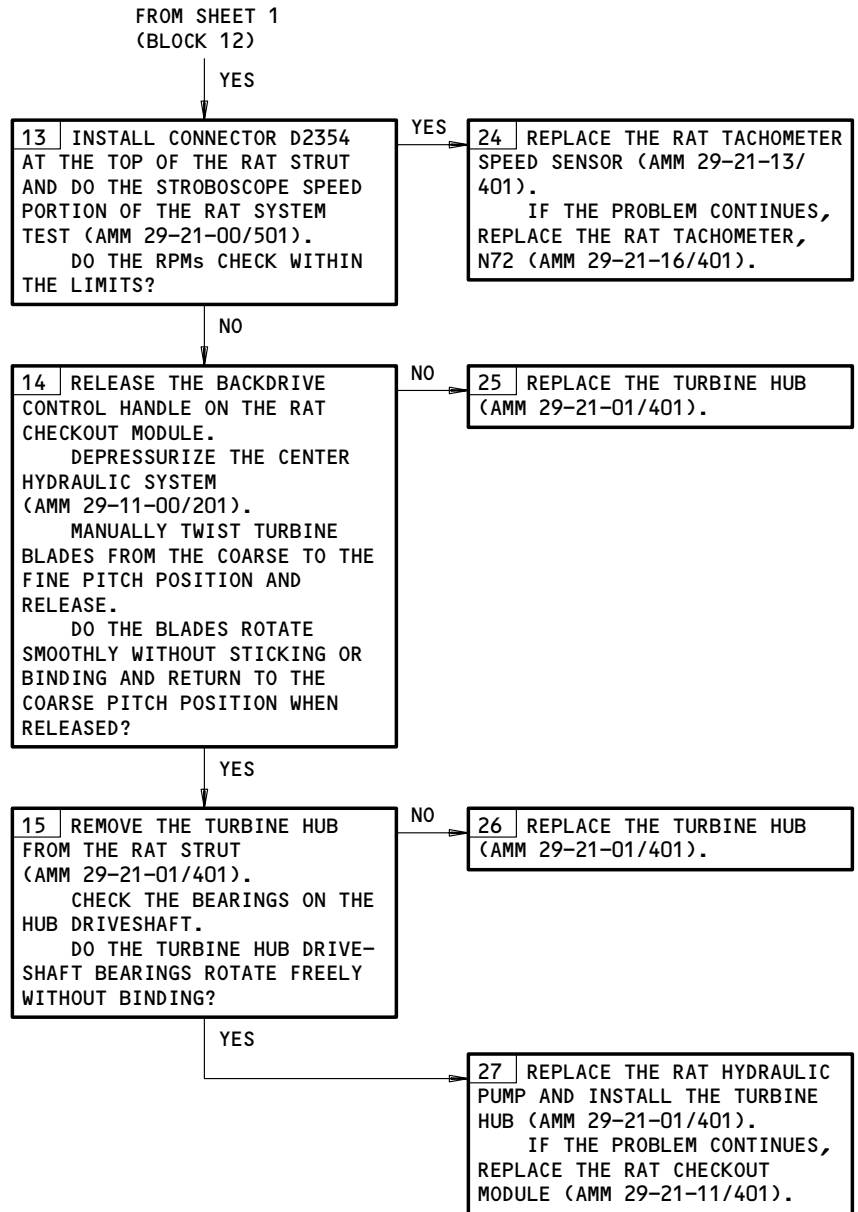 FROM SHEET 1
(BLOCK 12)
YES
13 INSTALL CONNECTOR D2354
AT THE TOP OF THE RAT STRUT
AND DO THE STROBOSCOPE SPEED
PORTION OF THE RAT SYSTEM
TEST (AMM 29-21-00/501).
DO THE RPMs CHECK WITHIN
THE LIMITS?
YES
24 REPLACE THE RAT TACHOMETER
SPEED SENSOR (AMM 29-21-13/
401).
IF THE PROBLEM CONTINUES,
REPLACE THE RAT TACHOMETER,
N72 (AMM 29-21-16/401).
NO
14 RELEASE THE BACKDRIVE
CONTROL HANDLE ON THE RAT
CHECKOUT MODULE.
DEPRESSURIZE THE CENTER
HYDRAULIC SYSTEM
(AMM 29-11-00/201).
MANUALLY TWIST TURBINE
BLADES FROM THE COARSE TO THE
FINE PITCH POSITION AND
RELEASE.
DO THE BLADES ROTATE
SMOOTHLY WITHOUT STICKING OR
BINDING AND RETURN TO THE
COARSE PITCH POSITION WHEN
RELEASED?
NO
25 REPLACE THE TURBINE HUB
(AMM 29-21-01/401).
YES
15 REMOVE THE TURBINE HUB
FROM THE RAT STRUT
(AMM 29-21-01/401).
CHECK THE BEARINGS ON THE
HUB DRIVESHAFT.
DO THE TURBINE HUB DRIVE-
SHAFT BEARINGS ROTATE FREELY
WITHOUT BINDING?
NO
26 REPLACE THE TURBINE HUB
(AMM 29-21-01/401).
YES
27 REPLACE THE RAT HYDRAULIC
PUMP AND INSTALL THE TURBINE
HUB (AMM 29-21-01/401).
IF THE PROBLEM CONTINUES,
REPLACE THE RAT CHECKOUT
MODULE (AMM 29-21-11/401).